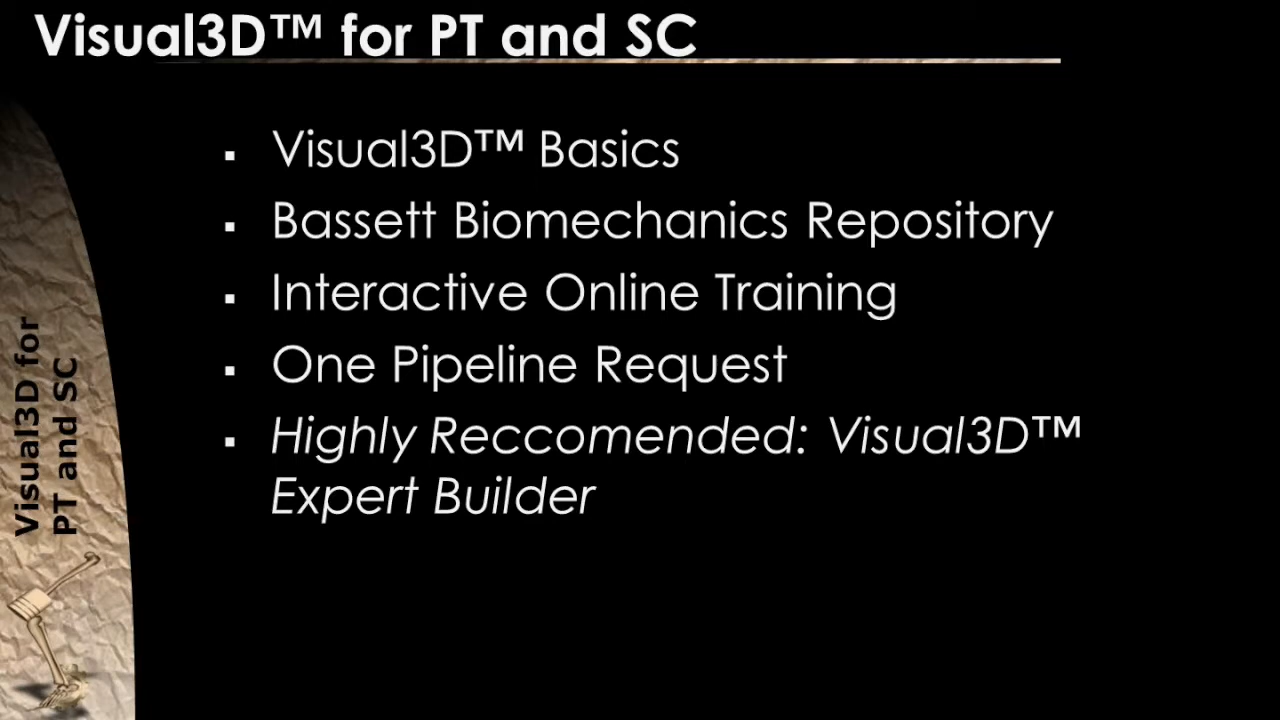 Visual3D™ for PT and SC
Visual3D™ Basics
Bassett Biomechanics Repository
Interactive Online Training
One Pipeline Request
Highly Reccomended: Visual3D™
Expert Builder
Visual3D for
PT and SC